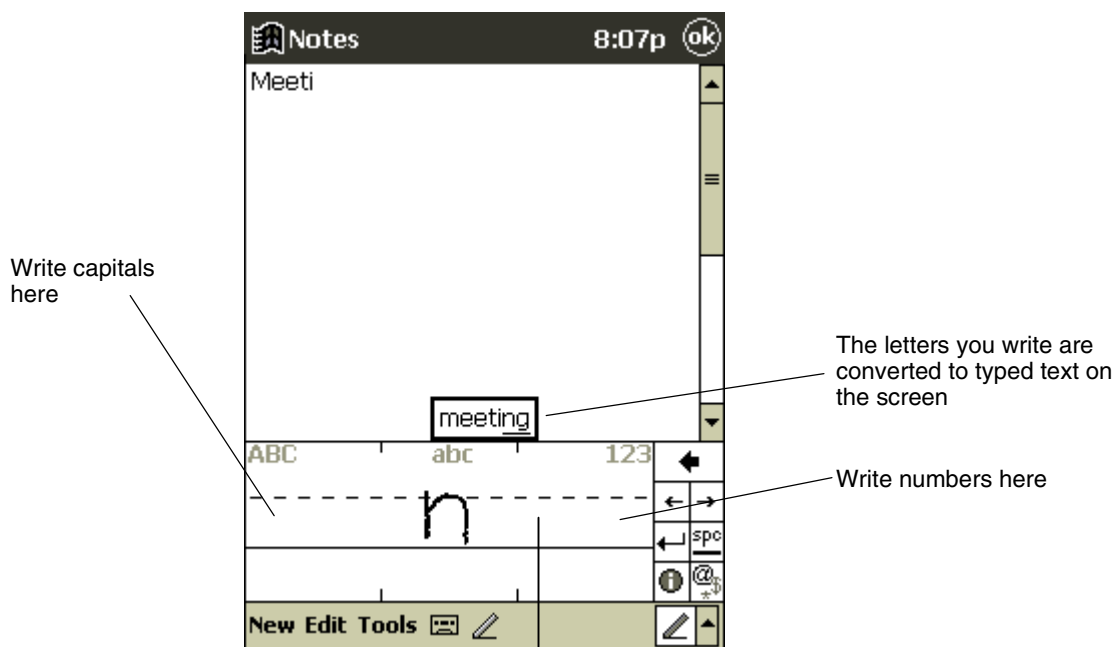 Notes 8:07p ok
Meeti
Write capitals
here
The letters you write are
converted to typed text on
the screen
meeting
ABC abc 123
Write numbers here
n
spc
@*$
New Edit Tools